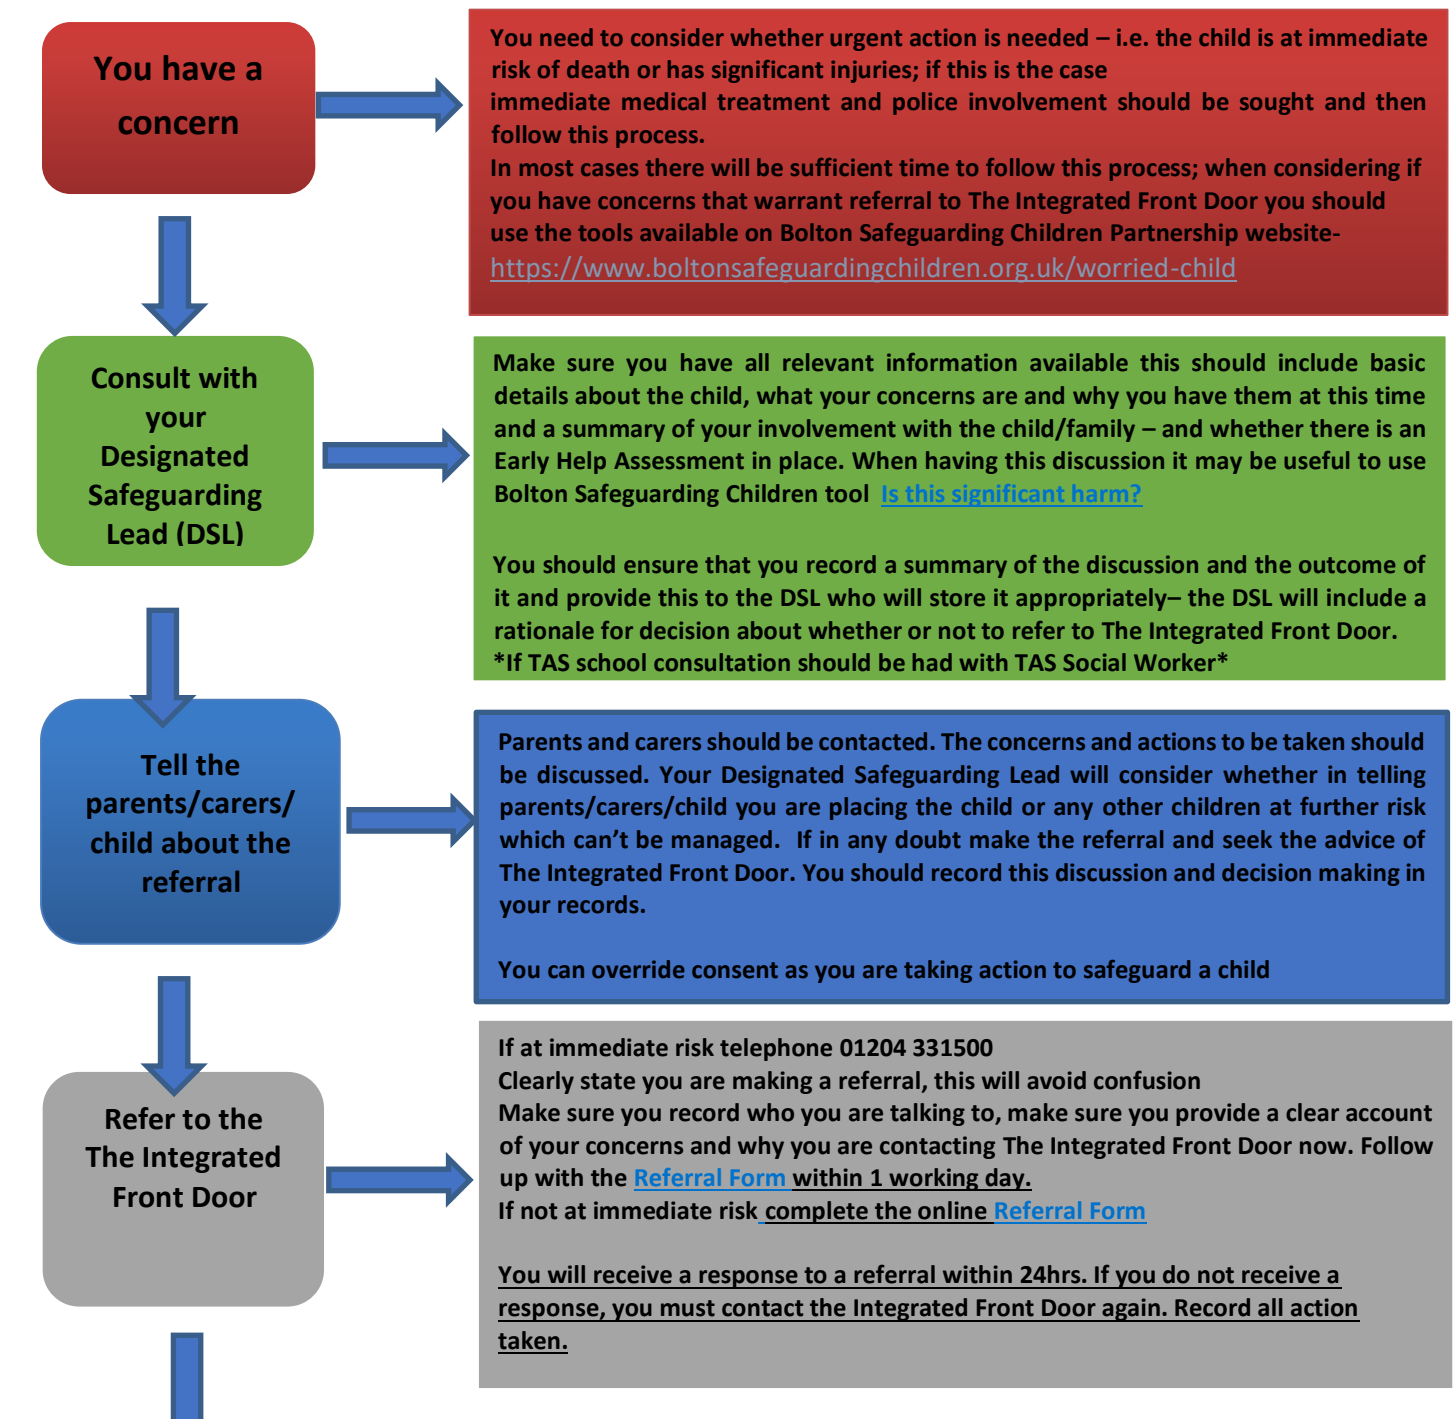 You have a
concern
You need to consider whether urgent action is needed – i.e. the child is at immediate
risk of death or has significant injuries; if this is the case
immediate medical treatment and police involvement should be sought and then
follow this process.
In most cases there will be sufficient time to follow this process; when considering if
you have concerns that warrant referral to The Integrated Front Door you should
use the tools available on Bolton Safeguarding Children Partnership website-
https://www.boltonsafeguardingchildren.org.uk/worried-child
Consult with
your
Designated
Safeguarding
Lead (DSL)
Make sure you have all relevant information available this should include basic
details about the child, what your concerns are and why you have them at this time
and a summary of your involvement with the child/family – and whether there is an
Early Help Assessment in place. When having this discussion it may be useful to use
Bolton Safeguarding Children tool Is this significant harm?
You should ensure that you record a summary of the discussion and the outcome of
it and provide this to the DSL who will store it appropriately– the DSL will include a
rationale for decision about whether or not to refer to The Integrated Front Door.
*If TAS school consultation should be had with TAS Social Worker*
Tell the
parents/carers/
child about the
referral
Parents and carers should be contacted. The concerns and actions to be taken should
be discussed. Your Designated Safeguarding Lead will consider whether in telling
parents/carers/child you are placing the child or any other children at further risk
which can’t be managed. If in any doubt make the referral and seek the advice of
The Integrated Front Door. You should record this discussion and decision making in
your records.
You can override consent as you are taking action to safeguard a child
Refer to the
The Integrated
Front Door
If at immediate risk telephone 01204 331500
Clearly state you are making a referral, this will avoid confusion
Make sure you record who you are talking to, make sure you provide a clear account
of your concerns and why you are contacting The Integrated Front Door now. Follow
up with the Referral Form within 1 working day.
If not at immediate risk complete the online Referral Form
You will receive a response to a referral within 24hrs. If you do not receive a
response, you must contact the Integrated Front Door again. Record all action
taken.